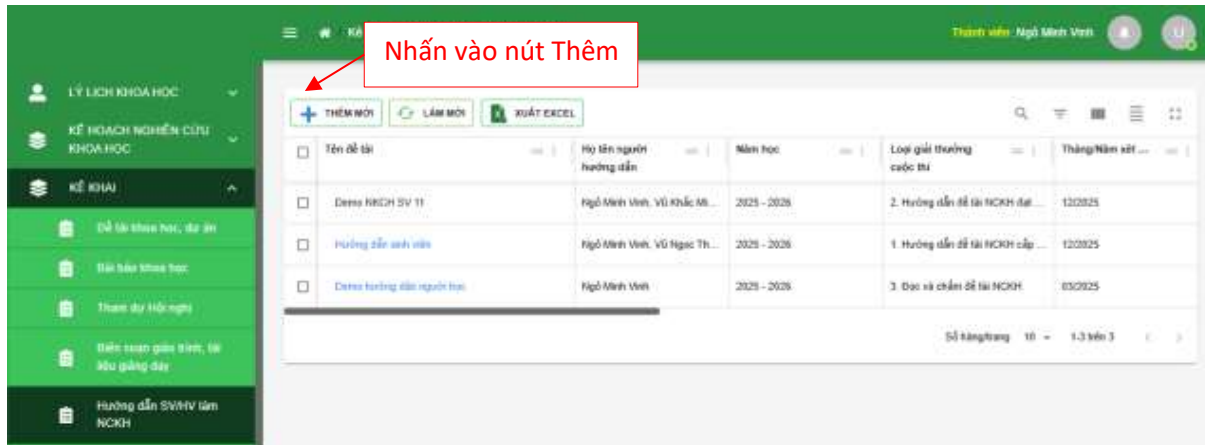 Kê
Nhấn vào nút Thêm
Thành viên Ngô Minh Vinh
U
LÝ LỊCH KHOA HỌC
KẾ HOẠCH NGHIÊN CỨU
KHOA HỌC
KÊ KHAI
Đề tài khoa học, dự án
Bài báo khoa học
Tham dự Hội nghị
Biên soạn giáo trình, tài
liệu giảng dạy
Hướng dẫn SV/HV làm
NCKH
THÊM MỚI LÀM MỚI XUẤT EXCEL
Tên đề tài Họ tên người hướng dẫn Năm học Loại giải thưởng cuộc thi Tháng/Năm xét ...
Demo NKCH SV 11 Ngô Minh Vinh, Vũ Khắc Mi... 2025 - 2026 2. Hướng dẫn đề tài NCKH đạt ... 12/2025
Hướng dẫn sinh viên Ngô Minh Vinh, Vũ Ngọc Th... 2025 - 2026 1. Hướng dẫn đề tài NCKH cấp ... 12/2025
Demo hướng dẫn người học Ngô Minh Vinh 2025 - 2026 3. Đọc và chấm đề tài NCKH 03/2025
Số hàng/trang 10 1-3 trên 3